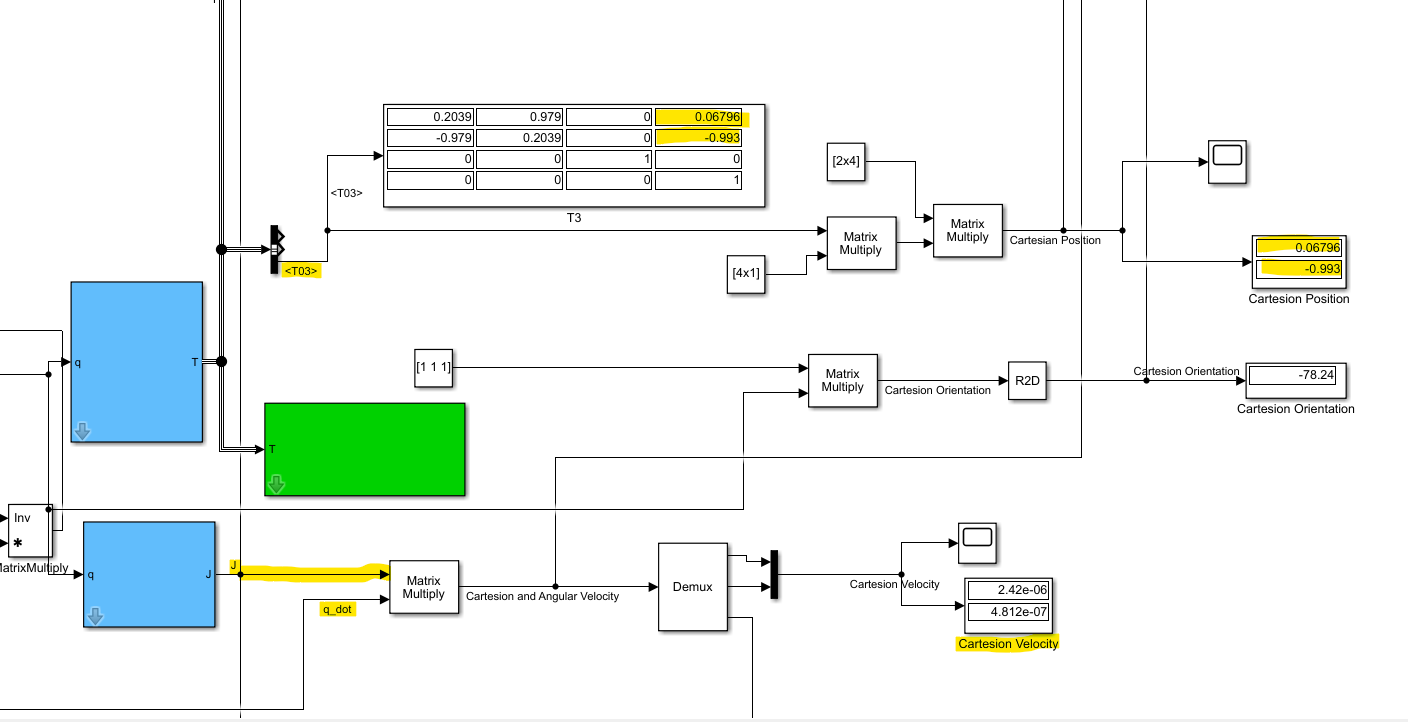 0.2039 0.979 0 0.06796
-0.979 0.2039 0 -0.993
0 0 1 0
0 0 0 1
<T03>
T3
<T03>
[2x4]
[4x1]
Matrix
Multiply
Matrix
Multiply
Cartesian Position
0.06796
-0.993
Cartesion Position
q
T
[1 1 1]
Matrix
Multiply
Cartesion Orientation
R2D
Cartesion Orientation
-78.24
Cartesion Orientation
T
Inv
✱
MatrixMultiply
q
J
J
q_dot
Matrix
Multiply
Cartesion and Angular Velocity
Demux
Cartesion Velocity
2.42e-06
4.812e-07
Cartesion Velocity